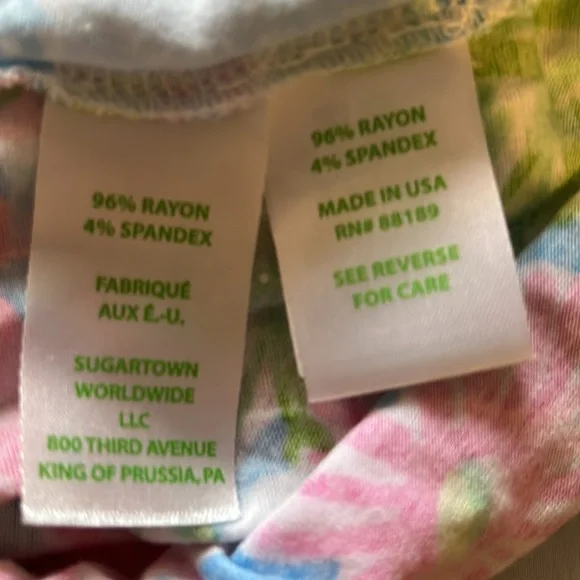 96% RAYON
4% SPANDEX
FABRIQUÉ
AUX É.-U.
SUGARTOWN
WORLDWIDE
LLC
800 THIRD AVENUE
KING OF PRUSSIA, PA
96% RAYON
4% SPANDEX
MADE IN USA
RN# 88189
SEE REVERSE
FOR CARE